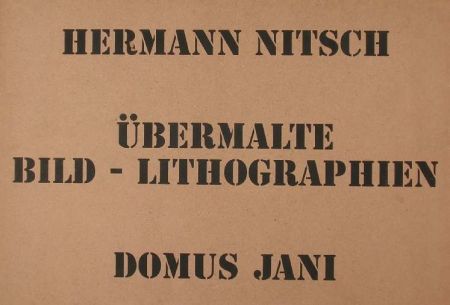 HERMANN NITSCH
ÜBERMALTE
BILD - LITHOGRAPHIEN
DOMUS JANI